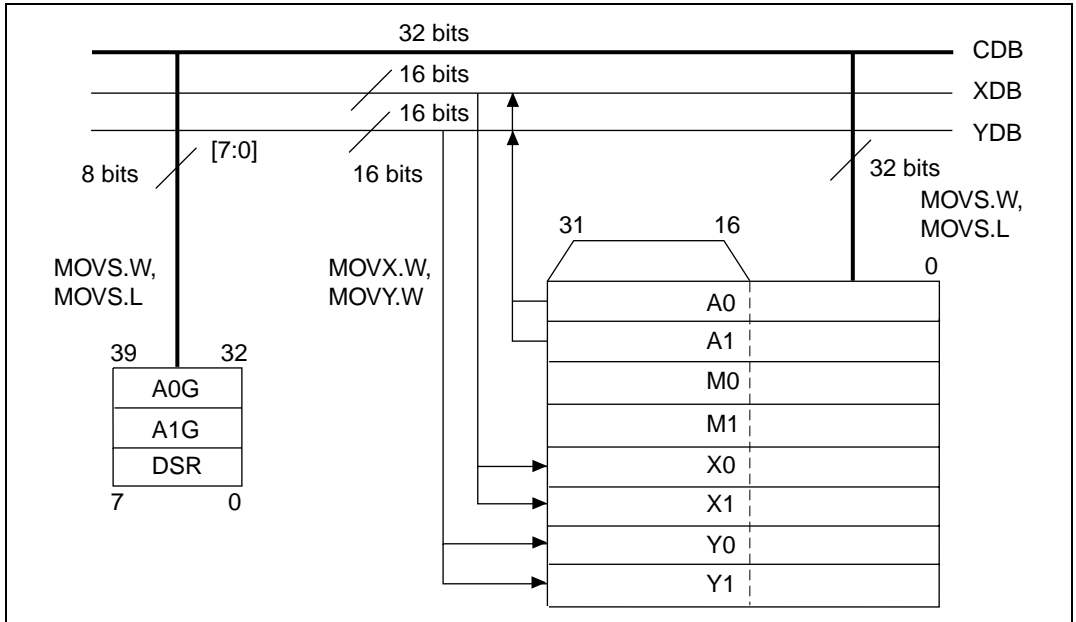 32 bits
CDB
16 bits
XDB
16 bits
YDB
[7:0]
8 bits
16 bits
32 bits
MOVS.W,
MOVS.L
31
16
0
MOVS.W,
MOVS.L
MOVX.W,
MOVY.W
A0
A1
M0
M1
X0
X1
Y0
Y1
39
32
A0G
A1G
DSR
7
0